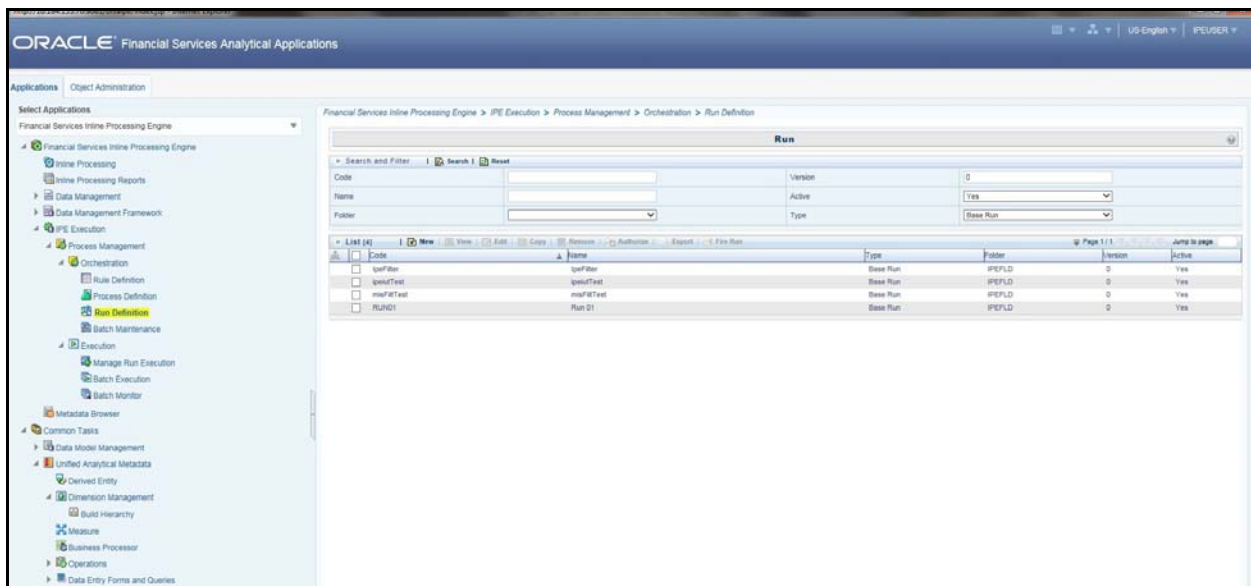 ORACLE Financial Services Analytical Applications
US-English
IPEUSER
Applications
Object Administration
Select Applications
Financial Services Inline Processing Engine
Financial Services Inline Processing Engine
Inline Processing
Inline Processing Reports
Data Management
Data Management Framework
IPE Execution
Process Management
Orchestration
Rule Definition
Process Definition
Run Definition
Batch Maintenance
Execution
Manage Run Execution
Batch Execution
Batch Monitor
Metadata Browser
Common Tasks
Data Model Management
Unified Analytical Metadata
Derived Entity
Dimension Management
Build Hierarchy
Measure
Business Processor
Operations
Data Entry Forms and Queries
Financial Services Inline Processing Engine > IPE Execution > Process Management > Orchestration > Run Definition
Run
Search and Filter | Search | Reset
Code Version 0
Name Active Yes
Folder Type Base Run
List [4] | New | View | Edit | Copy | Remove | Authorize | Export | Fire Run Page 1 / 1 Jump to page
Code Name Type Folder Version Active
IpeFilter IpeFilter Base Run IPEFLD 0 Yes
Base Run IPEFLD 0 Yes
misFiltTest misFiltTest Base Run IPEFLD 0 Yes
RUN01 Run 01 Base Run IPEFLD 0 Yes